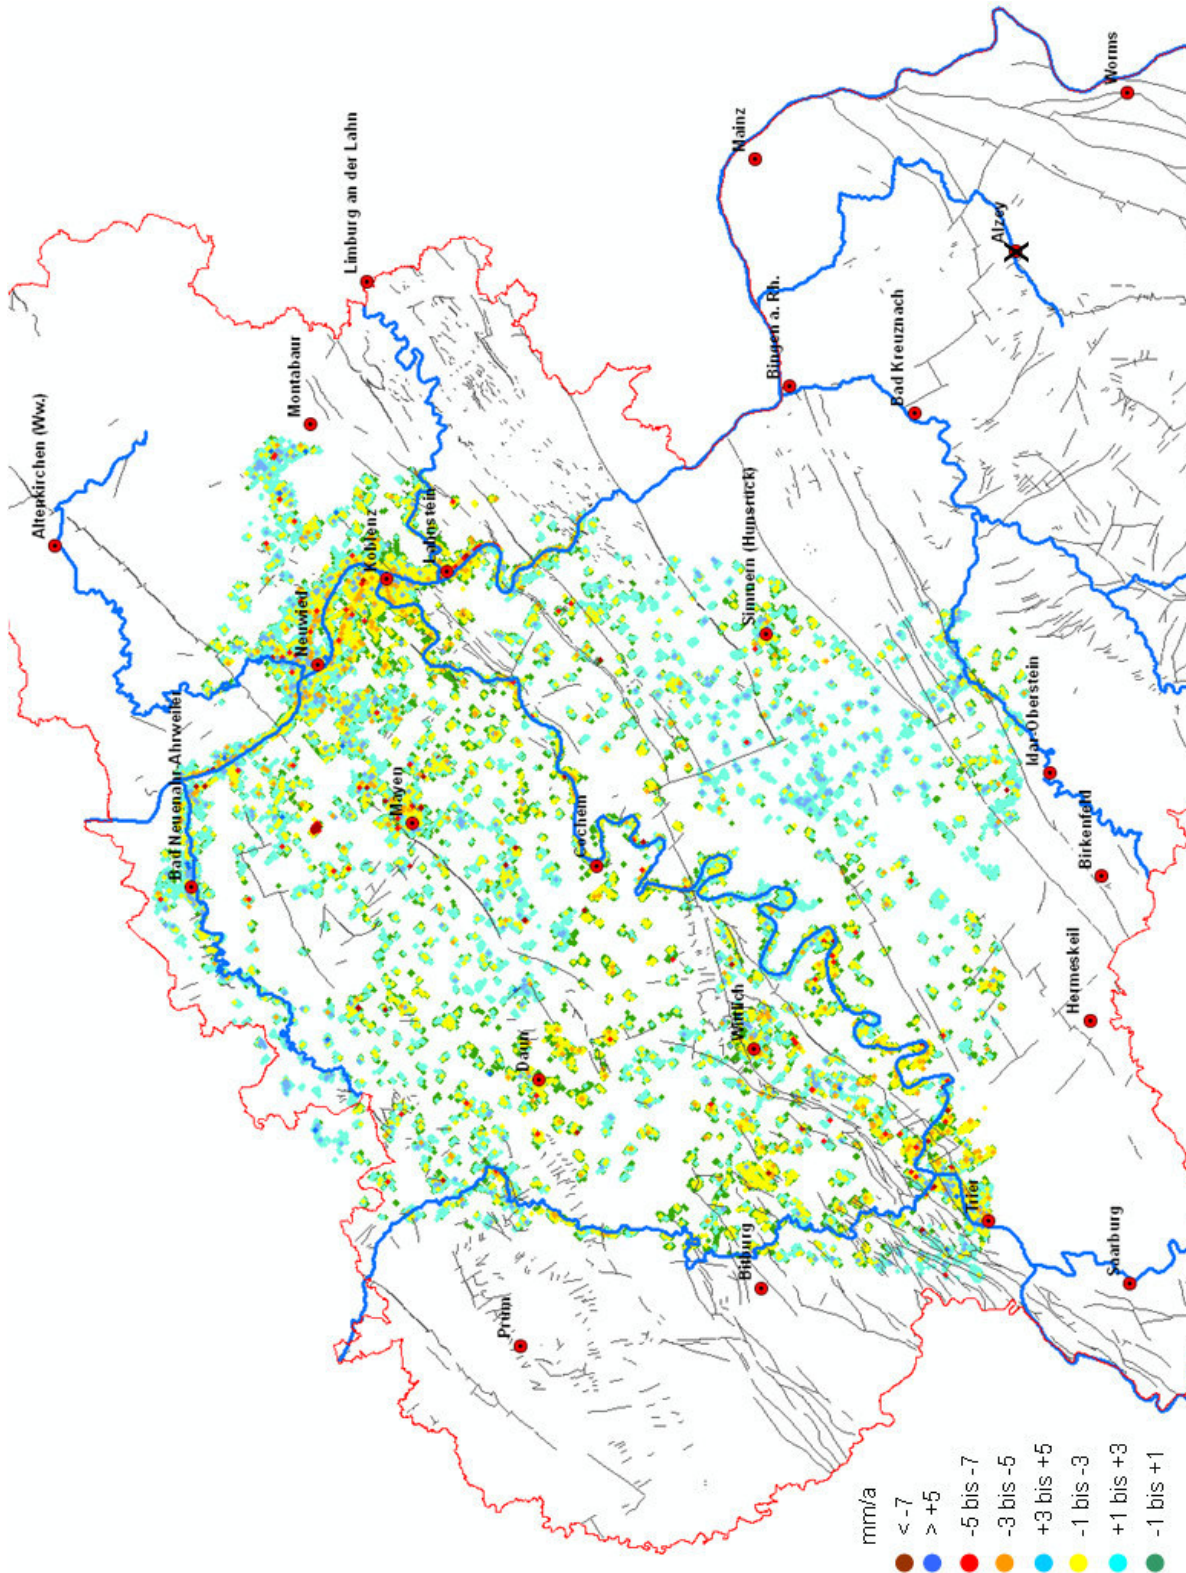 Altenkirchen (Ww.)
Limburg an der Lahn
Montabaur
Bad Neuenahr-Ahrweiler
Neuwied
Koblenz
Lahnstein
Mainz
Worms
Alzey
Bingen a. Rh.
Bad Kreuznach
Mayen
Cochem
Simmern (Hunsrück)
Idar-Oberstein
Birkenfeld
Hermeskeil
Daun
Wittlich
Prüm
Bitburg
Trier
Saarburg
mm/a
< -7
> +5
-5 bis -7
-3 bis -5
+3 bis +5
-1 bis -3
+1 bis +3
-1 bis +1